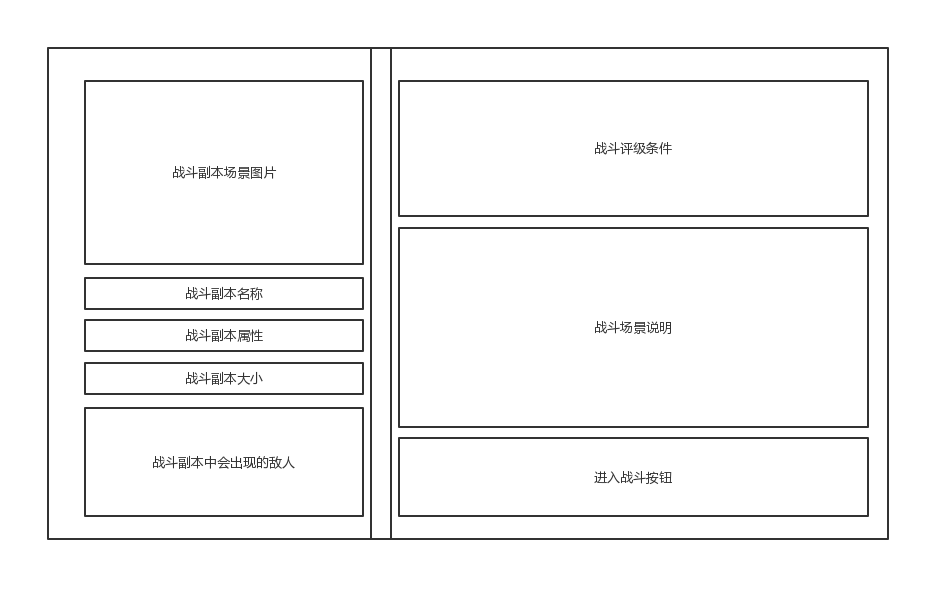 战斗副本场景图片
战斗副本名称
战斗副本属性
战斗副本大小
战斗副本中会出现的敌人
战斗评级条件
战斗场景说明
进入战斗按钮